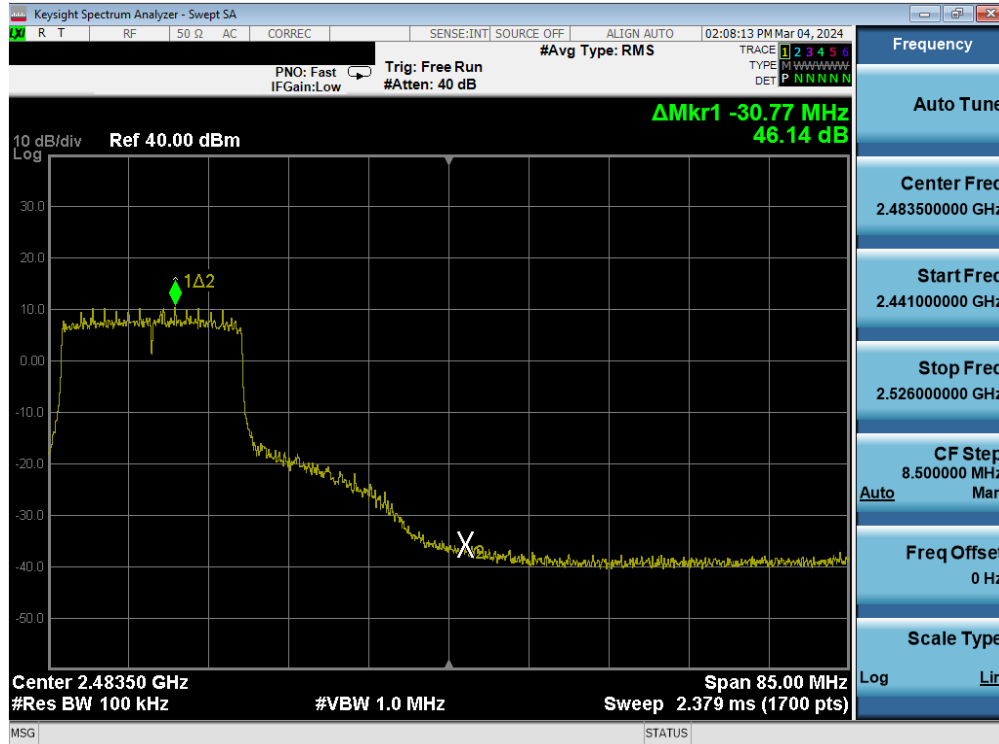 Keysight Spectrum Analyzer - Swept SA
LXI R T RF 50 Ω AC CORREC SENSE:INT SOURCE OFF ALIGN AUTO 02:08:13 PM Mar 04, 2024
#Avg Type: RMS
TRACE 1 2 3 4 5 6
PNO: Fast Trig: Free Run TYPE M WWWWW
IFGain:Low #Atten: 40 dB DET P N N N N N
ΔMkr1 -30.77 MHz
46.14 dB
10 dB/div Ref 40.00 dBm
Log
30.0
20.0
1Δ2
10.0
0.00
-10.0
-20.0
-30.0
X2
-40.0
-50.0
Center 2.48350 GHz Span 85.00 MHz
#Res BW 100 kHz #VBW 1.0 MHz Sweep 2.379 ms (1700 pts)
MSG STATUS
Frequency
Auto Tune
Center Freq
2.483500000 GHz
Start Freq
2.441000000 GHz
Stop Freq
2.526000000 GHz
CF Step
8.500000 MHz
Auto Man
Freq Offset
0 Hz
Scale Type
Log Lin